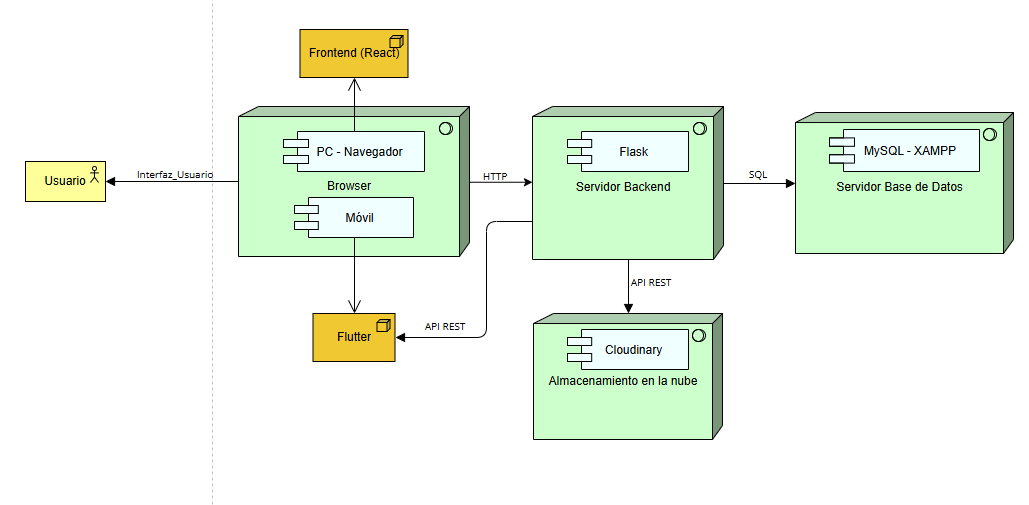 Frontend (React)
PC - Navegador
Browser
Móvil
Usuario
Interfaz_Usuario
HTTP
Flask
Servidor Backend
SQL
MySQL - XAMPP
Servidor Base de Datos
API REST
Flutter
API REST
Cloudinary
Almacenamiento en la nube